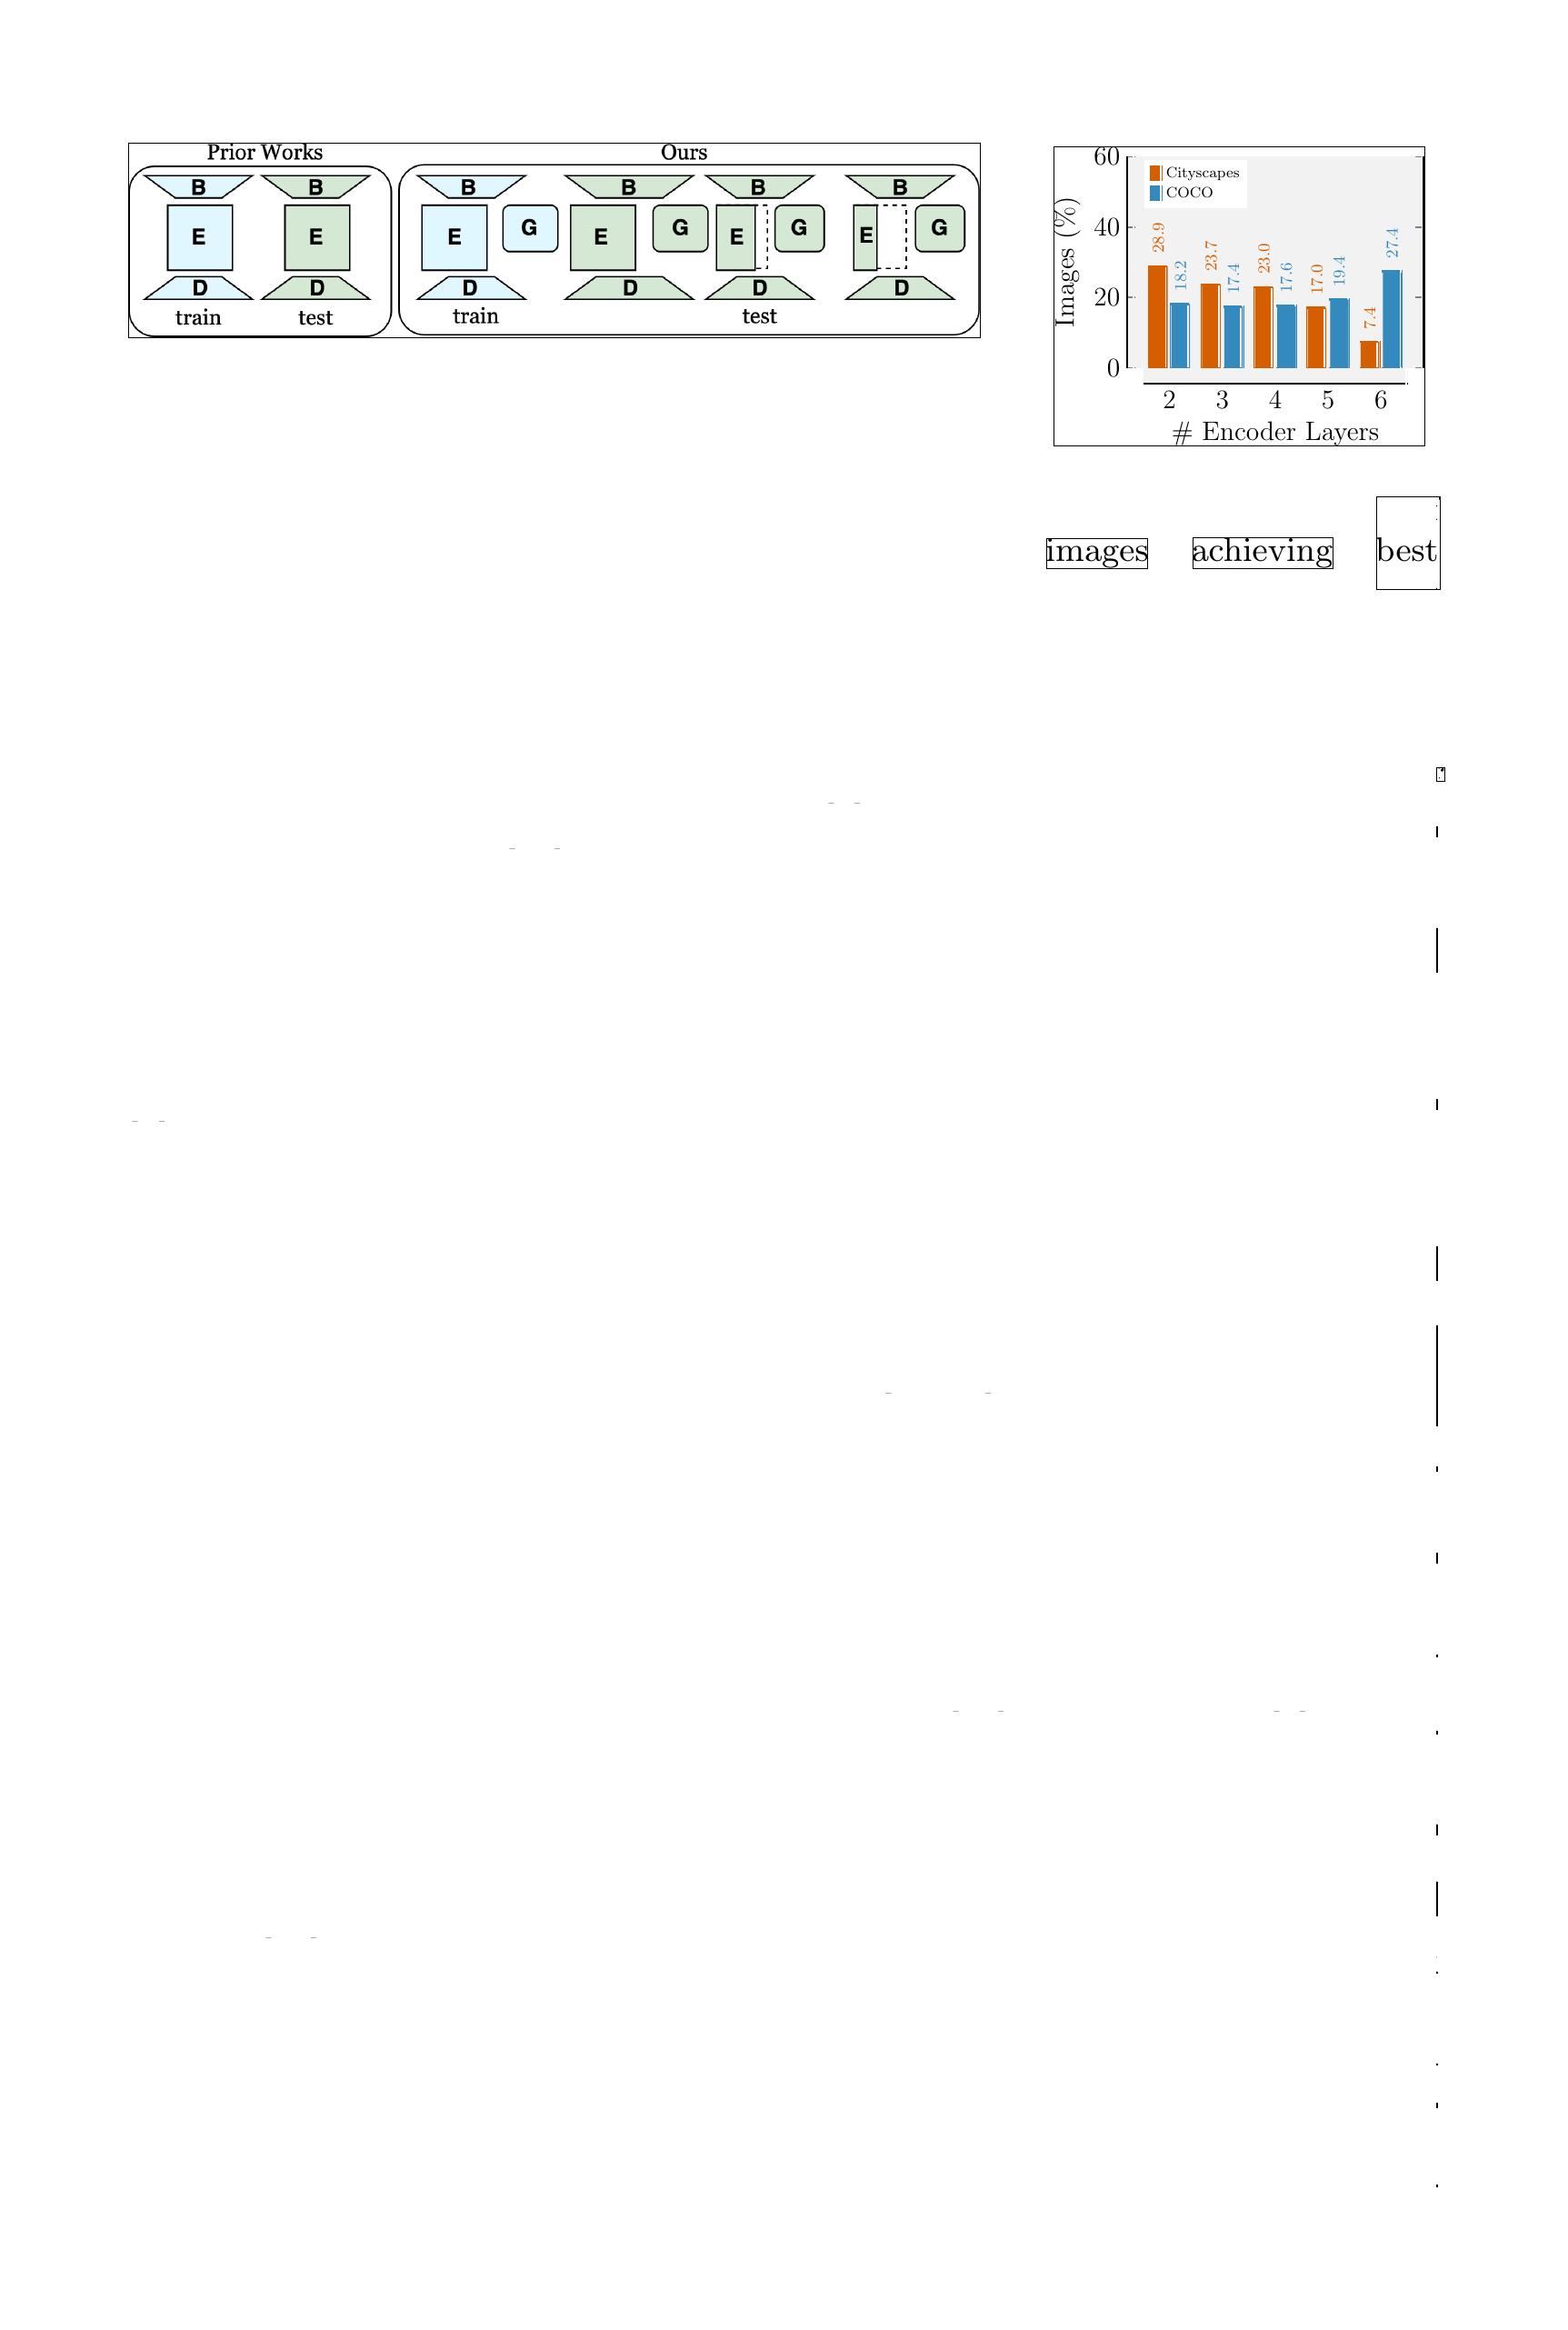 Prior Works
Ours
B B B B B B
E E E G E G E G E G
D D D D D D
train test train test
60
40
20
0
Images (%)
Cityscapes
COCO
28.9 18.2 23.7 17.4 23.0 17.6 17.0 19.4 7.4 27.4
2 3 4 5 6
# Encoder Layers
images achieving best